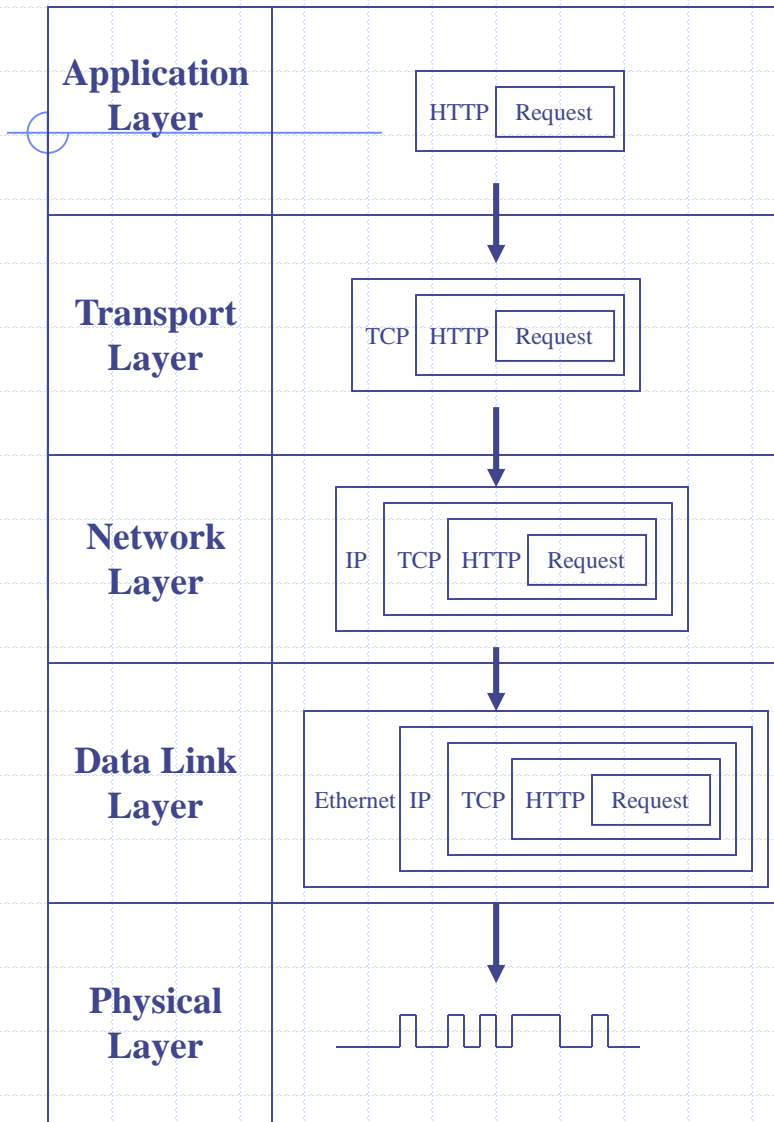 Application
Layer
HTTP Request
Transport
Layer
TCP HTTP Request
Network
Layer
IP TCP HTTP Request
Data Link
Layer
Ethernet IP TCP HTTP Request
Physical
Layer